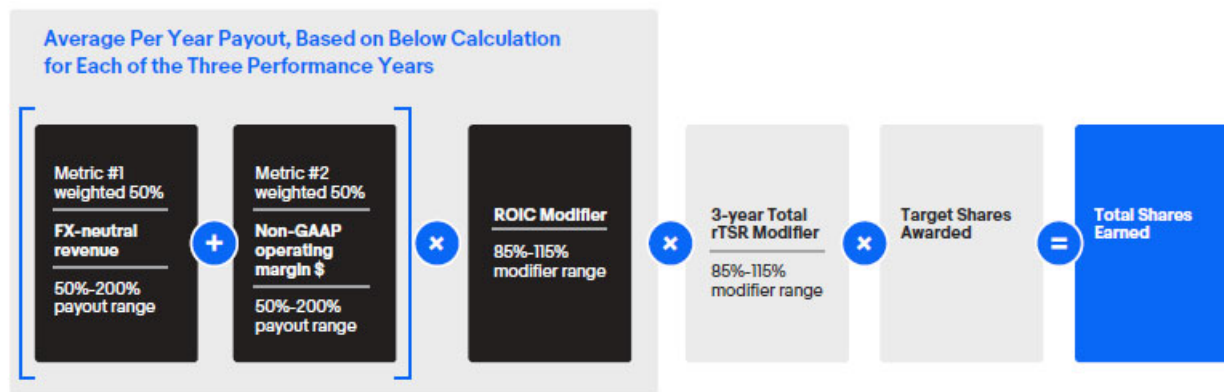 Average Per Year Payout, Based on Below Calculation
for Each of the Three Performance Years
Metric #1
weighted 50%
FX-neutral
revenue
50%-200%
payout range
+
Metric #2
weighted 50%
Non-GAAP
operating
margin $
50%-200%
payout range
×
ROIC Modifier
85%-115%
modifier range
×
3-year Total
rTSR Modifier
85%-115%
modifier range
×
Target Shares
Awarded
=
Total Shares
Earned